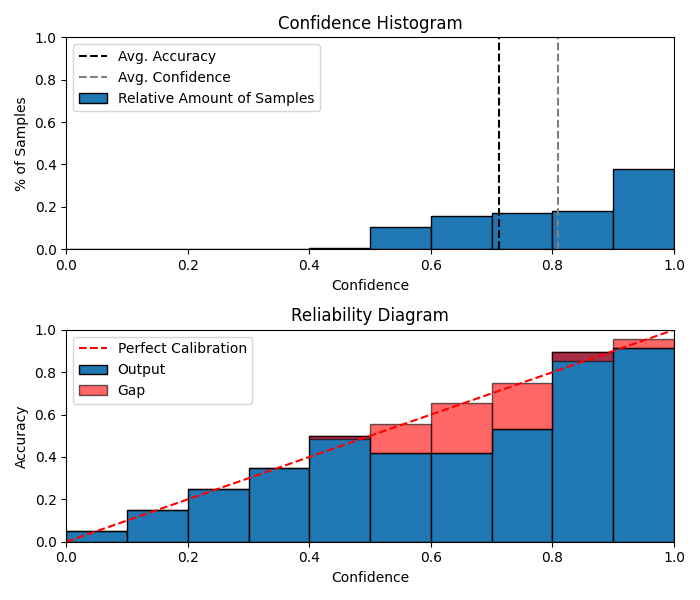 Confidence Histogram
1.0
0.8
0.6
0.4
0.2
0.0
% of Samples
Avg. Accuracy
Avg. Confidence
Relative Amount of Samples
0.0 0.2 0.4 0.6 0.8 1.0
Confidence
Reliability Diagram
1.0
0.8
0.6
0.4
0.2
0.0
Accuracy
Perfect Calibration
Output
Gap
0.0 0.2 0.4 0.6 0.8 1.0
Confidence